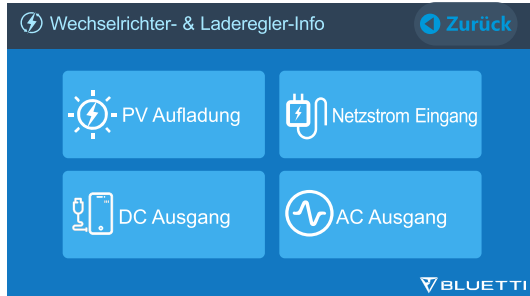 Wechselrichter- & Laderegler-Info
Zurück
PV Aufladung
Netzstrom Eingang
DC Ausgang
AC Ausgang
BLUETTI